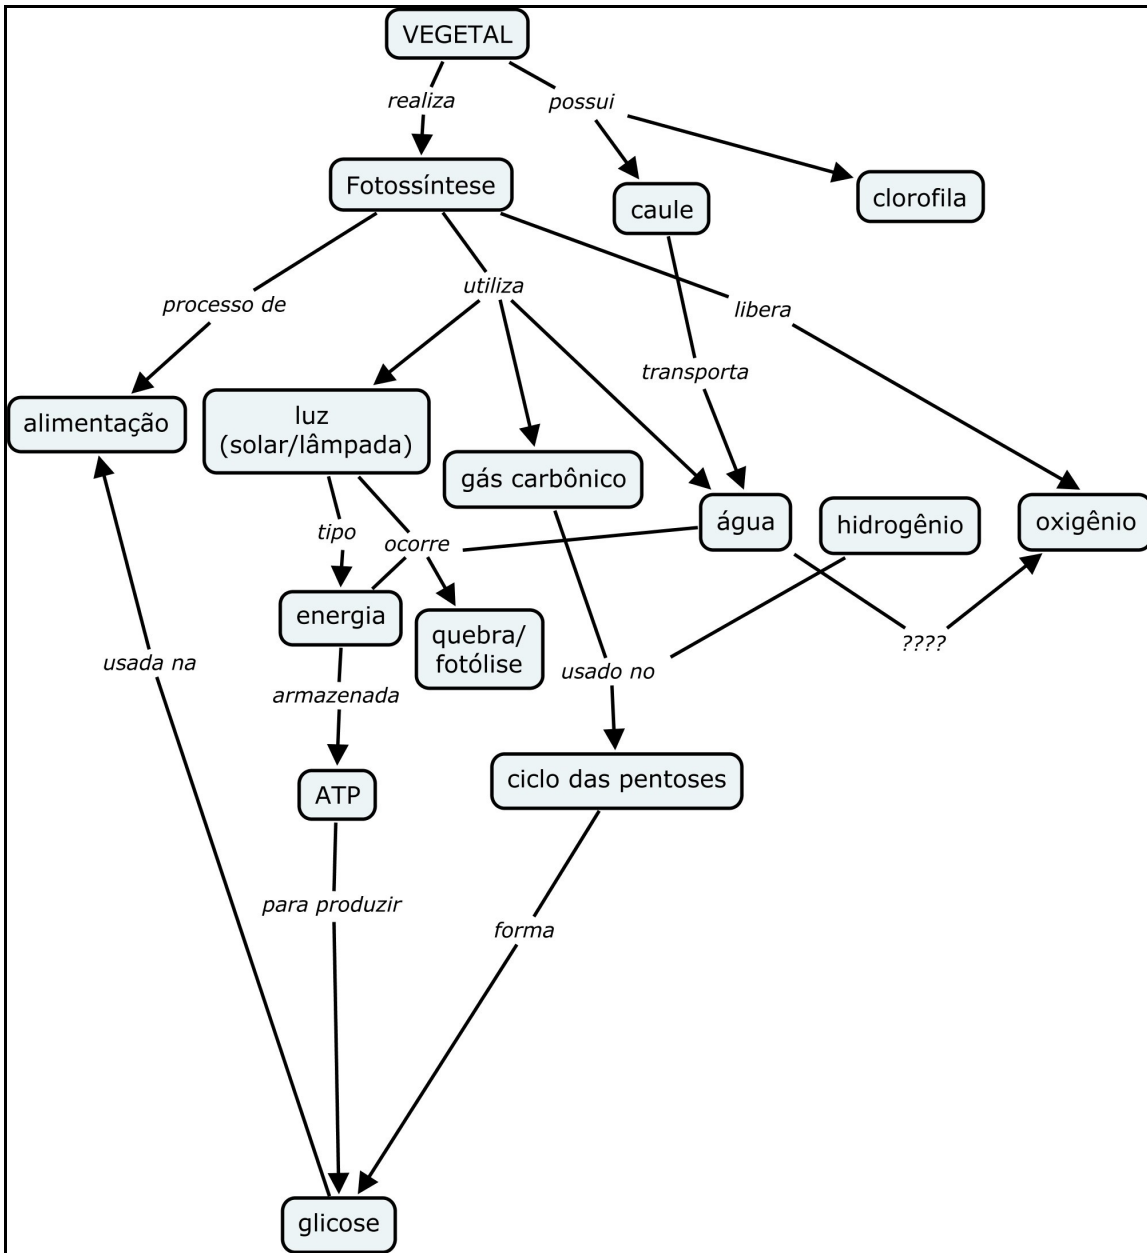 VEGETAL
realiza
possui
Fotossíntese
caule
clorofila
utiliza
processo de
libera
transporta
alimentação
luz
(solar/lâmpada)
gás carbônico
água
hidrogênio
oxigênio
tipo
ocorre
energia
quebra/
fotólise
????
usada na
usado no
armazenada
ciclo das pentoses
ATP
para produzir
forma
glicose